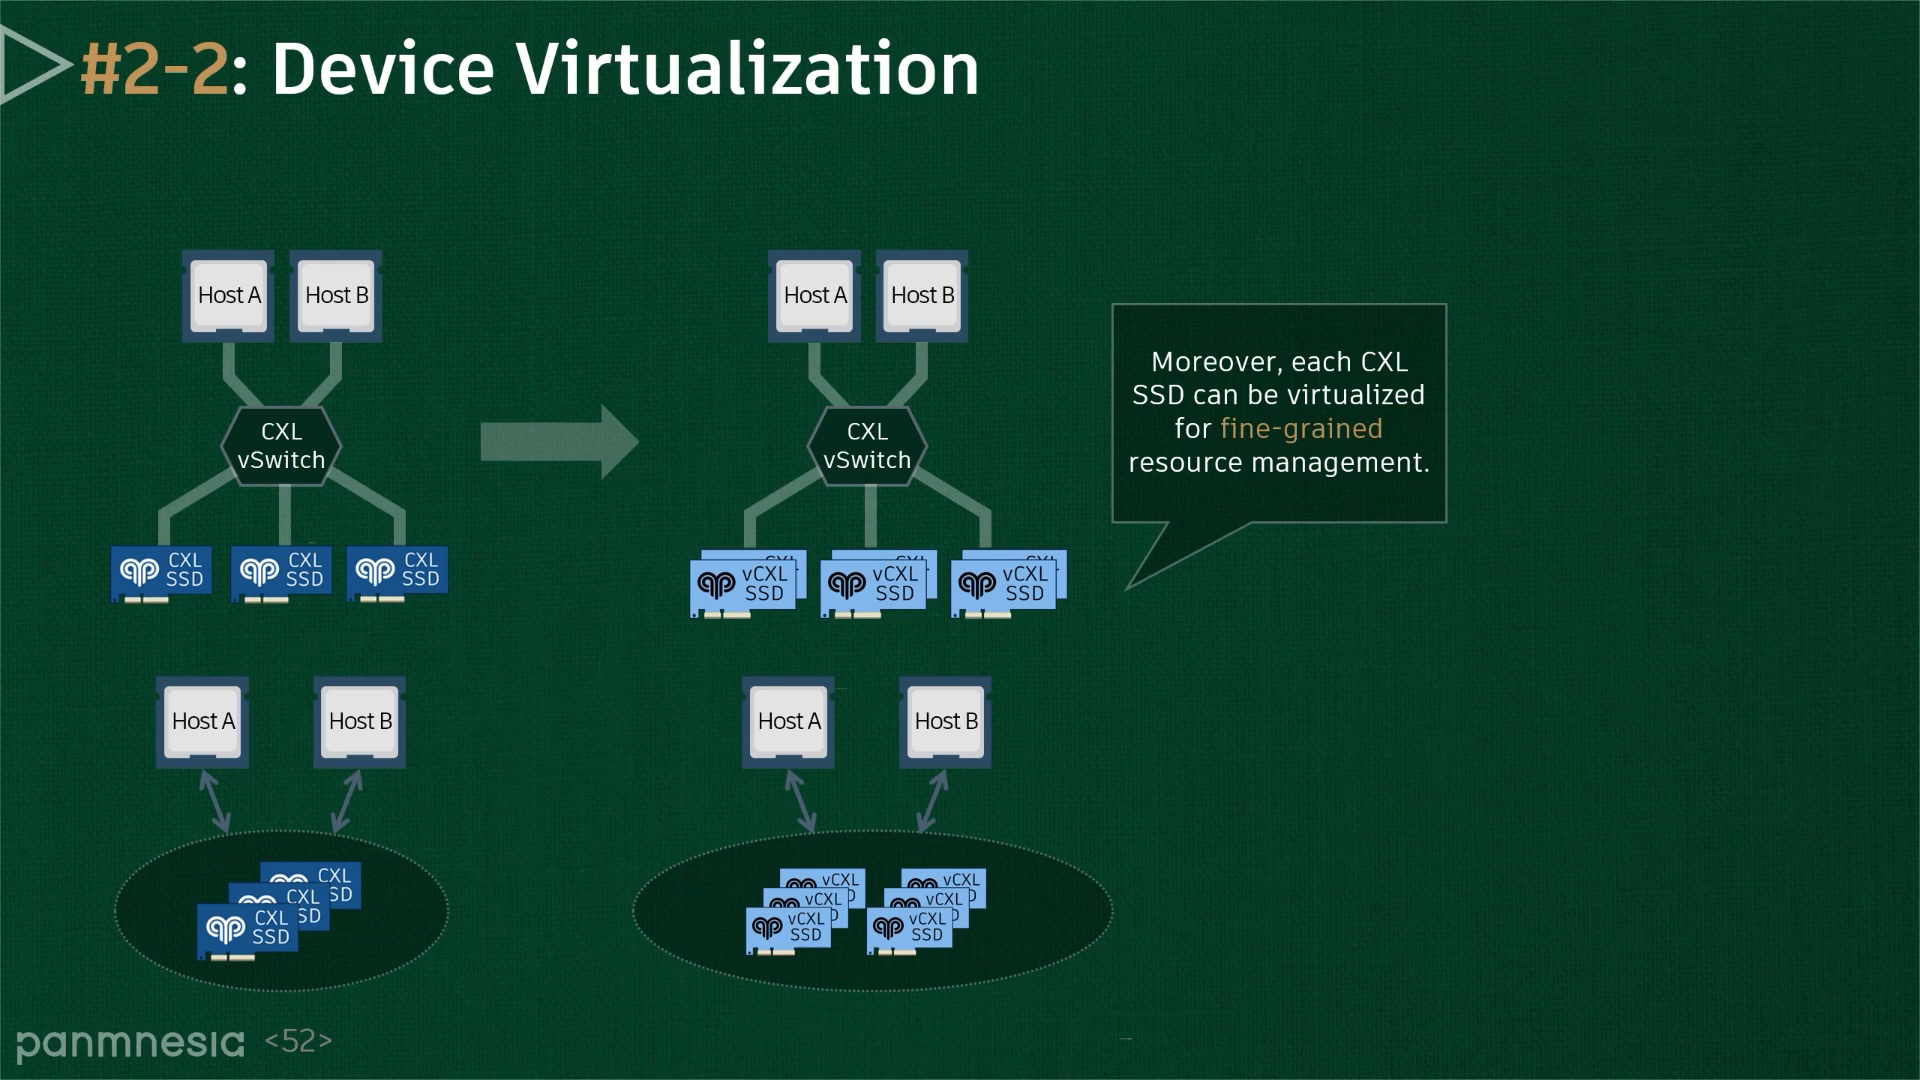 #2-2: Device Virtualization
Host A
Host B
CXL
vSwitch
CXL
SSD
CXL
SSD
CXL
SSD
Host A
Host B
CXL
SSD
CXL
SSD
CXL
SSD
Host A
Host B
CXL
vSwitch
vCXL
SSD
vCXL
SSD
vCXL
SSD
Host A
Host B
vCXL
vCXL
vCXL
SSD
vCXL
vCXL
vCXL
SSD
Moreover, each CXL
SSD can be virtualized
for fine-grained
resource management.
panmnesia <52>